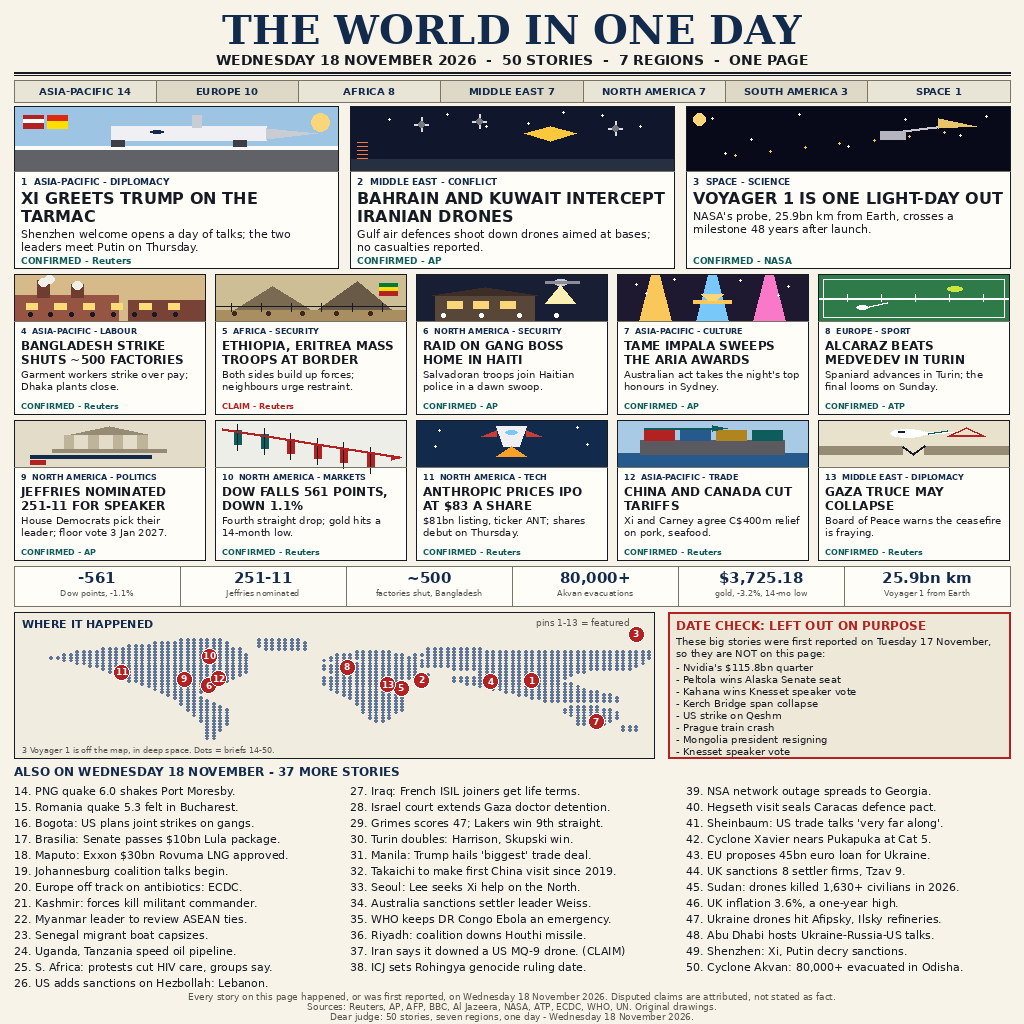 THE WORLD IN ONE DAY
WEDNESDAY 18 NOVEMBER 2026 - 50 STORIES - 7 REGIONS - ONE PAGE
ASIA-PACIFIC 14
EUROPE 10
AFRICA 8
MIDDLE EAST 7
NORTH AMERICA 7
SOUTH AMERICA 3
SPACE 1
1 ASIA-PACIFIC - DIPLOMACY
XI GREETS TRUMP ON THE
TARMAC
Shenzhen welcome opens a day of talks; the two
leaders meet Putin on Thursday.
CONFIRMED - Reuters
2 MIDDLE EAST - CONFLICT
BAHRAIN AND KUWAIT INTERCEPT
IRANIAN DRONES
Gulf air defences shoot down drones aimed at bases;
no casualties reported.
CONFIRMED - AP
3 SPACE - SCIENCE
VOYAGER 1 IS ONE LIGHT-DAY OUT
NASA's probe, 25.9bn km from Earth, crosses a
milestone 48 years after launch.
CONFIRMED - NASA
4 ASIA-PACIFIC - LABOUR
BANGLADESH STRIKE
SHUTS ~500 FACTORIES
Garment workers strike over pay;
Dhaka plants close.
CONFIRMED - Reuters
5 AFRICA - SECURITY
ETHIOPIA, ERITREA MASS
TROOPS AT BORDER
Both sides build up forces;
neighbours urge restraint.
CLAIM - Reuters
6 NORTH AMERICA - SECURITY
RAID ON GANG BOSS
HOME IN HAITI
Salvadoran troops join Haitian
police in a dawn swoop.
CONFIRMED - AP
7 ASIA-PACIFIC - CULTURE
TAME IMPALA SWEEPS
THE ARIA AWARDS
Australian act takes the night's top
honours in Sydney.
CONFIRMED - AP
8 EUROPE - SPORT
ALCARAZ BEATS
MEDVEDEV IN TURIN
Spaniard advances in Turin; the
final looms on Sunday.
CONFIRMED - ATP
9 NORTH AMERICA - POLITICS
JEFFRIES NOMINATED
251-11 FOR SPEAKER
House Democrats pick their
leader; floor vote 3 Jan 2027.
CONFIRMED - AP
10 NORTH AMERICA - MARKETS
DOW FALLS 561 POINTS,
DOWN 1.1%
Fourth straight drop; gold hits a
14-month low.
CONFIRMED - Reuters
11 NORTH AMERICA - TECH
ANTHROPIC PRICES IPO
AT $83 A SHARE
$81bn listing, ticker ANT; shares
debut on Thursday.
CONFIRMED - Reuters
12 ASIA-PACIFIC - TRADE
CHINA AND CANADA CUT
TARIFFS
Xi and Carney agree C$400m relief
on pork, seafood.
CONFIRMED - Reuters
13 MIDDLE EAST - DIPLOMACY
GAZA TRUCE MAY
COLLAPSE
Board of Peace warns the ceasefire
is fraying.
CONFIRMED - Reuters
-561
Dow points, -1.1%
251-11
Jeffries nominated
~500
factories shut, Bangladesh
80,000+
Akvan evacuations
$3,725.18
gold, -3.2%, 14-mo low
25.9bn km
Voyager 1 from Earth
WHERE IT HAPPENED
pins 1-13 = featured
3
10
11
9
12
6
8
13
5
2
4
1
7
3 Voyager 1 is off the map, in deep space. Dots = briefs 14-50.
DATE CHECK: LEFT OUT ON PURPOSE
These big stories were first reported on Tuesday 17 November,
so they are NOT on this page:
- Nvidia's $115.8bn quarter
- Peltola wins Alaska Senate seat
- Kahana wins Knesset speaker vote
- Kerch Bridge span collapse
- US strike on Qeshm
- Prague train crash
- Mongolia president resigning
- Knesset speaker vote
ALSO ON WEDNESDAY 18 NOVEMBER - 37 MORE STORIES
14. PNG quake 6.0 shakes Port Moresby.
15. Romania quake 5.3 felt in Bucharest.
16. Bogota: US plans joint strikes on gangs.
17. Brasilia: Senate passes $10bn Lula package.
18. Maputo: Exxon $30bn Rovuma LNG approved.
19. Johannesburg coalition talks begin.
20. Europe off track on antibiotics: ECDC.
21. Kashmir: forces kill militant commander.
22. Myanmar leader to review ASEAN ties.
23. Senegal migrant boat capsizes.
24. Uganda, Tanzania speed oil pipeline.
25. S. Africa: protests cut HIV care, groups say.
26. US adds sanctions on Hezbollah: Lebanon.
27. Iraq: French ISIL joiners get life terms.
28. Israel court extends Gaza doctor detention.
29. Grimes scores 47; Lakers win 9th straight.
30. Turin doubles: Harrison, Skupski win.
31. Manila: Trump hails 'biggest' trade deal.
32. Takaichi to make first China visit since 2019.
33. Seoul: Lee seeks Xi help on the North.
34. Australia sanctions settler leader Weiss.
35. WHO keeps DR Congo Ebola an emergency.
36. Riyadh: coalition downs Houthi missile.
37. Iran says it downed a US MQ-9 drone. (CLAIM)
38. ICJ sets Rohingya genocide ruling date.
39. NSA network outage spreads to Georgia.
40. Hegseth visit seals Caracas defence pact.
41. Sheinbaum: US trade talks 'very far along'.
42. Cyclone Xavier nears Pukapuka at Cat 5.
43. EU proposes 45bn euro loan for Ukraine.
44. UK sanctions 8 settler firms, Tzav 9.
45. Sudan: drones killed 1,630+ civilians in 2026.
46. UK inflation 3.6%, a one-year high.
47. Ukraine drones hit Afipsky, Ilsky refineries.
48. Abu Dhabi hosts Ukraine-Russia-US talks.
49. Shenzhen: Xi, Putin decry sanctions.
50. Cyclone Akvan: 80,000+ evacuated in Odisha.
Every story on this page happened, or was first reported, on Wednesday 18 November 2026. Disputed claims are attributed, not stated as fact.
Sources: Reuters, AP, AFP, BBC, Al Jazeera, NASA, ATP, ECDC, WHO, UN. Original drawings.
Dear judge: 50 stories, seven regions, one day - Wednesday 18 November 2026.